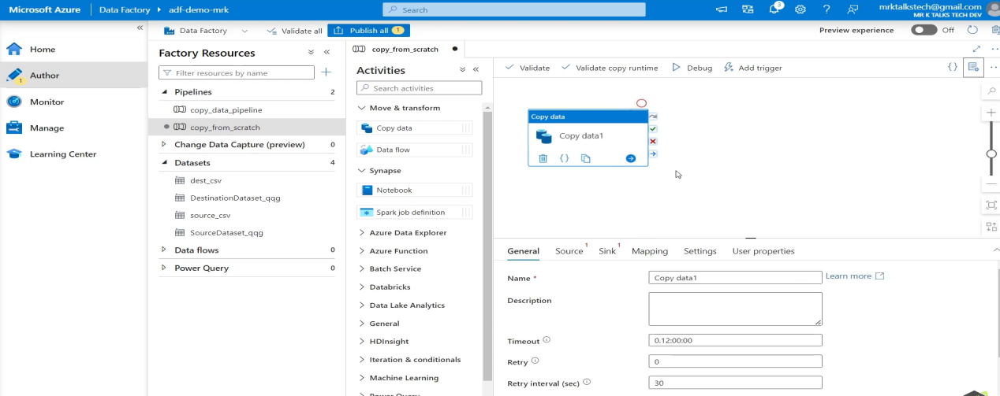 Microsoft Azure
Data Factory
adf-demo-mrk
Search
3
mrktalkstech@gmail.com
MR K TALKS TECH DEV
Data Factory
Validate all
Publish all 1
Preview experience
Off
Home
Author
1
Monitor
Manage
Learning Center
Factory Resources
Filter resources by name
Pipelines 2
copy_data_pipeline
copy_from_scratch
Change Data Capture (preview) 0
Datasets 4
dest_csv
DestinationDataset_qqg
source_csv
SourceDataset_qqg
Data flows 0
Power Query 0
copy_from_scratch
Activities
Search activities
Move & transform
Copy data
Data flow
Synapse
Notebook
Spark job definition
Azure Data Explorer
Azure Function
Batch Service
Databricks
Data Lake Analytics
General
HDInsight
Iteration & conditionals
Machine Learning
Power Query
Validate
Validate copy runtime
Debug
Add trigger
Copy data
Copy data1
General
Source 1
Sink 1
Mapping
Settings
User properties
Name *
Copy data1
Learn more
Description
Timeout
0.12:00:00
Retry
0
Retry interval (sec)
30